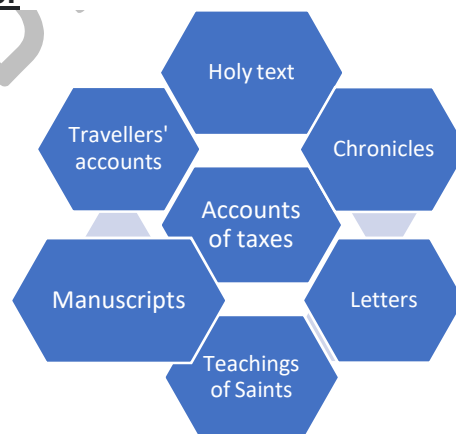 Holy text
Travellers'
accounts
Chronicles
Accounts
of taxes
Manuscripts
Letters
Teachings
of Saints